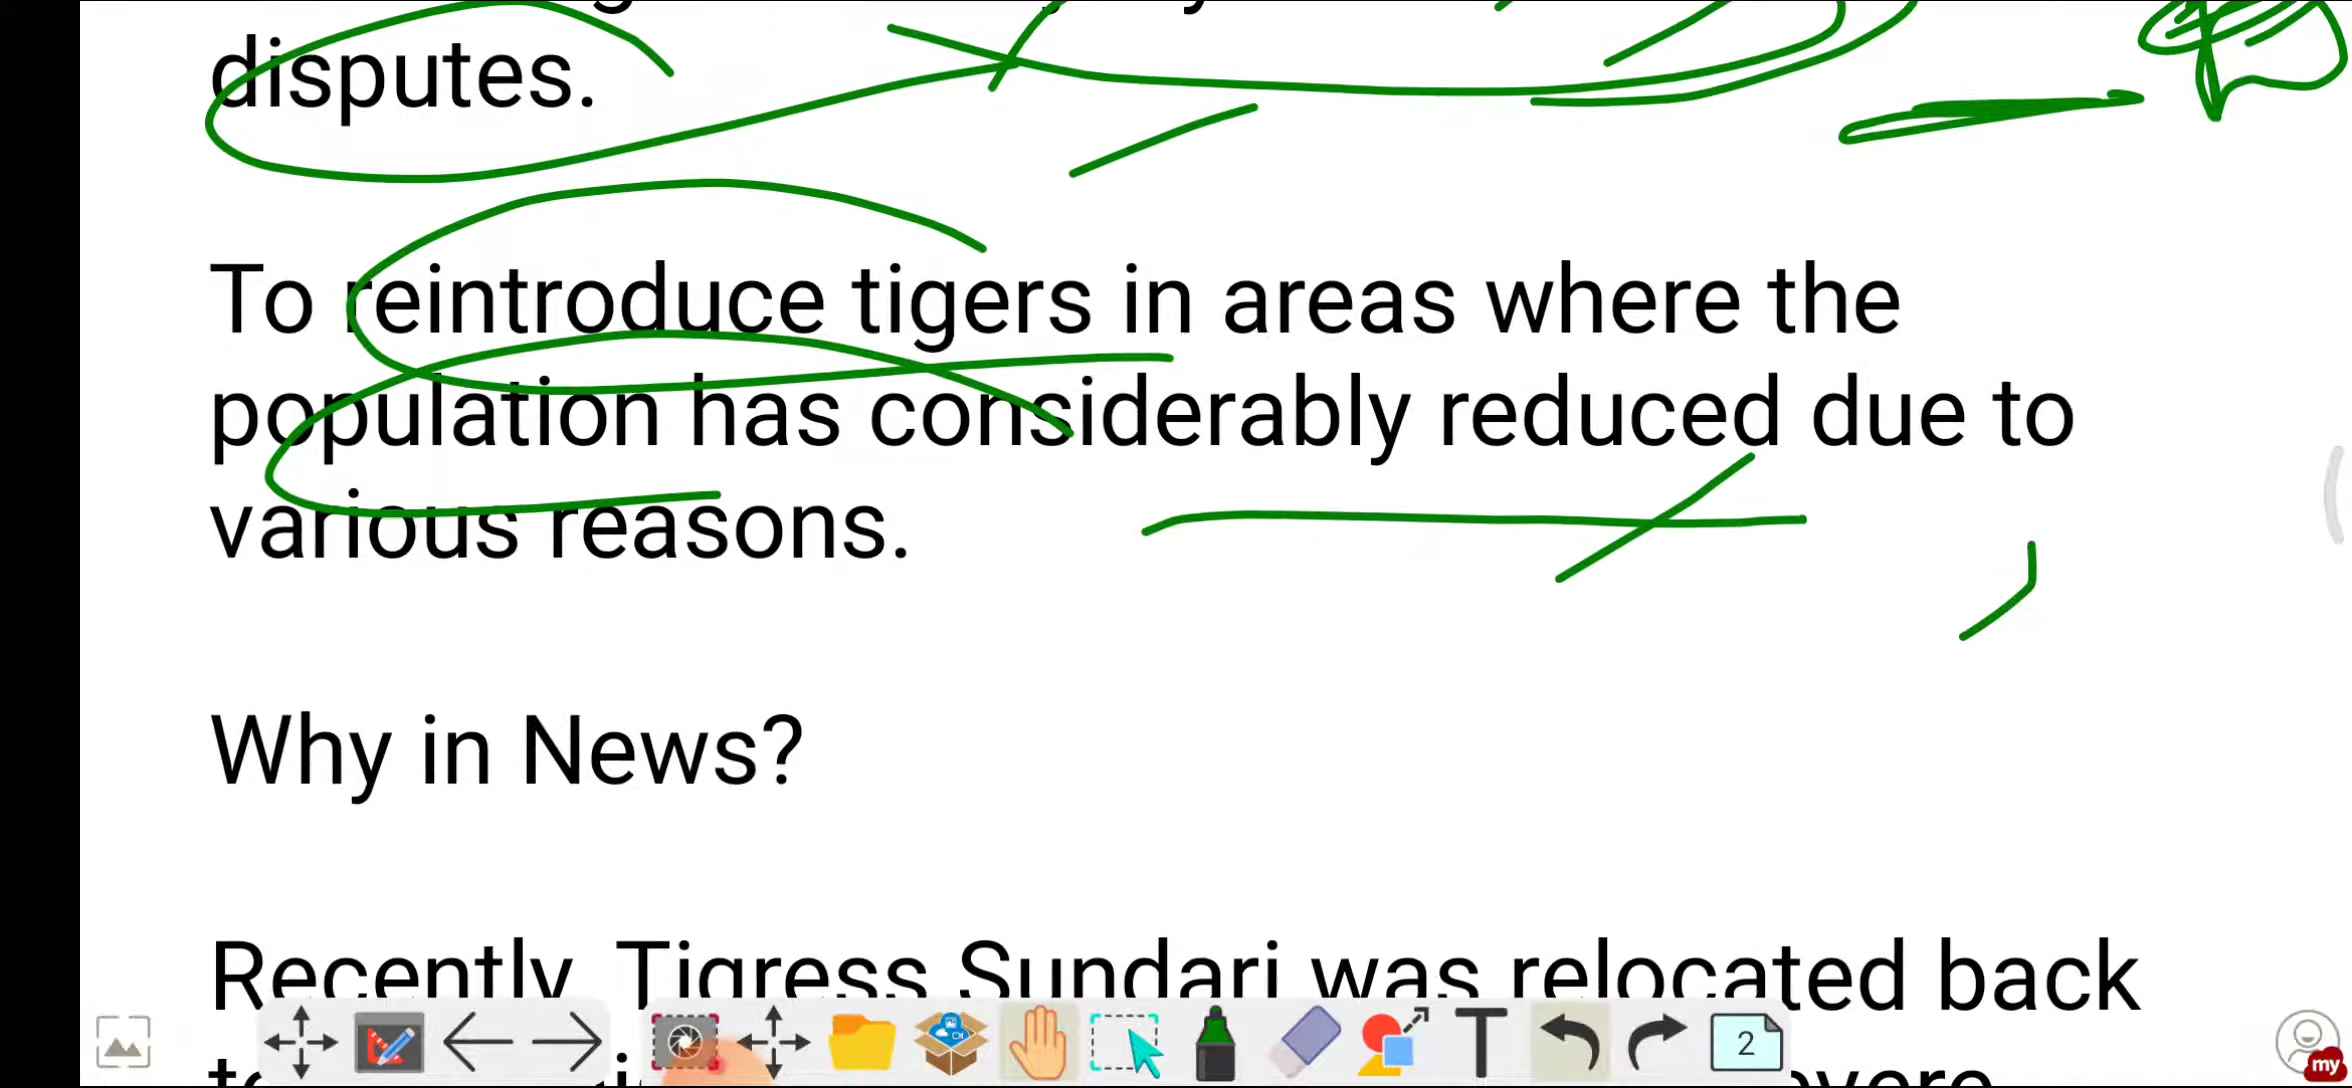 disputes.
To reintroduce tigers in areas where the
population has considerably reduced due to
various reasons.
Why in News?
Recently, Tigress Sundari was relocated back
2
my